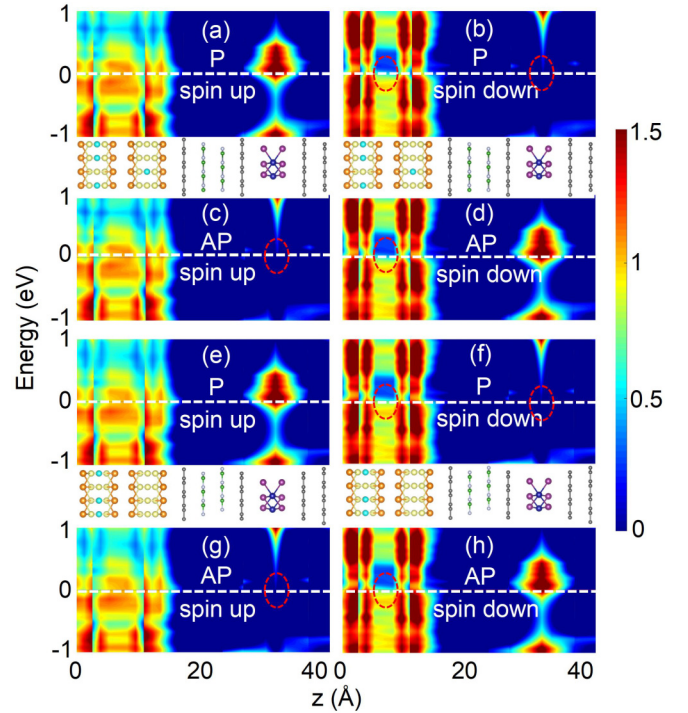 1
(a)
(b)
P
P
0
spin up
spin down
-1
1.5
(c)
(d)
AP
AP
0
spin up
spin down
-1
1
(e)
(f)
P
P
1
0
spin up
spin down
0.5
-1
1
(g)
(h)
0
AP
AP
0
spin up
spin down
-1
0
20
40
0
20
40
z (Å)
Energy (eV)